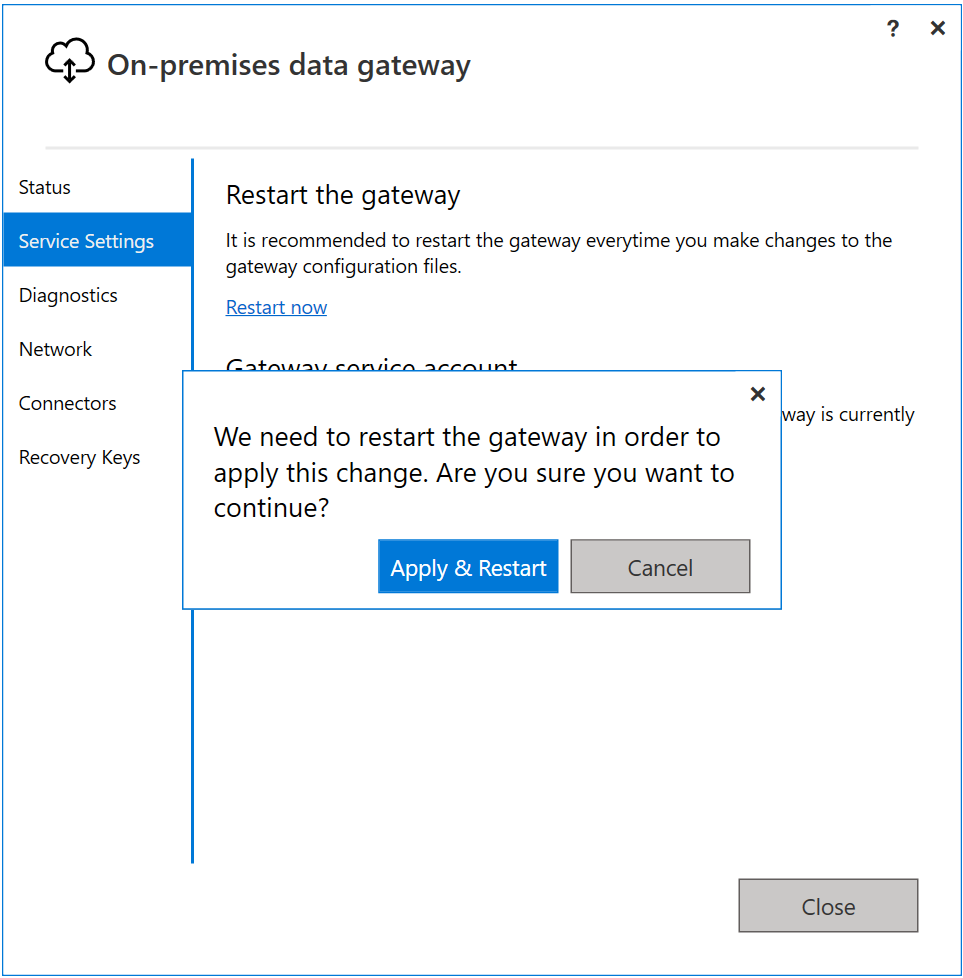 ?
On-premises data gateway
Status
Service Settings
Diagnostics
Network
Connectors
Recovery Keys
Restart the gateway
It is recommended to restart the gateway everytime you make changes to the
gateway configuration files.
Restart now
Gateway service account
way is currently
We need to restart the gateway in order to
apply this change. Are you sure you want to
continue?
Apply & Restart
Cancel
Close